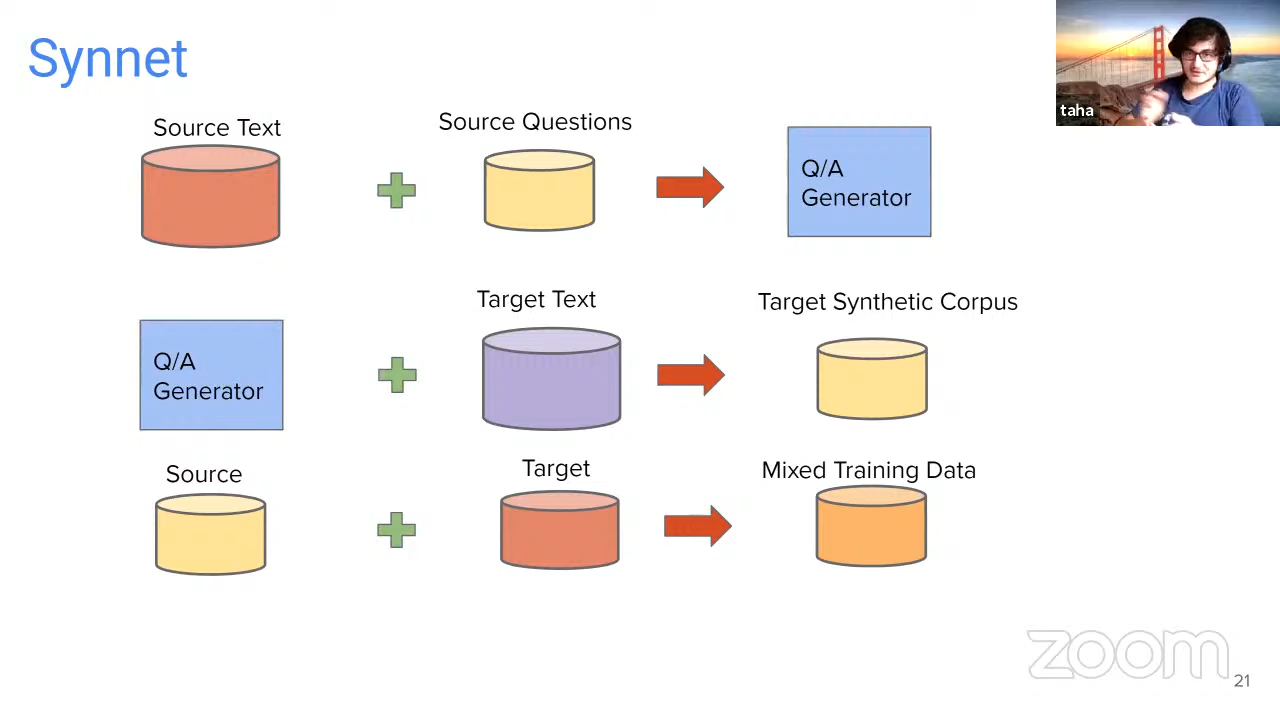 Synnet
taha
Source Text
Source Questions
Q/A
Generator
Target Text
Target Synthetic Corpus
Q/A
Generator
Source
Target
Mixed Training Data
zoom
21